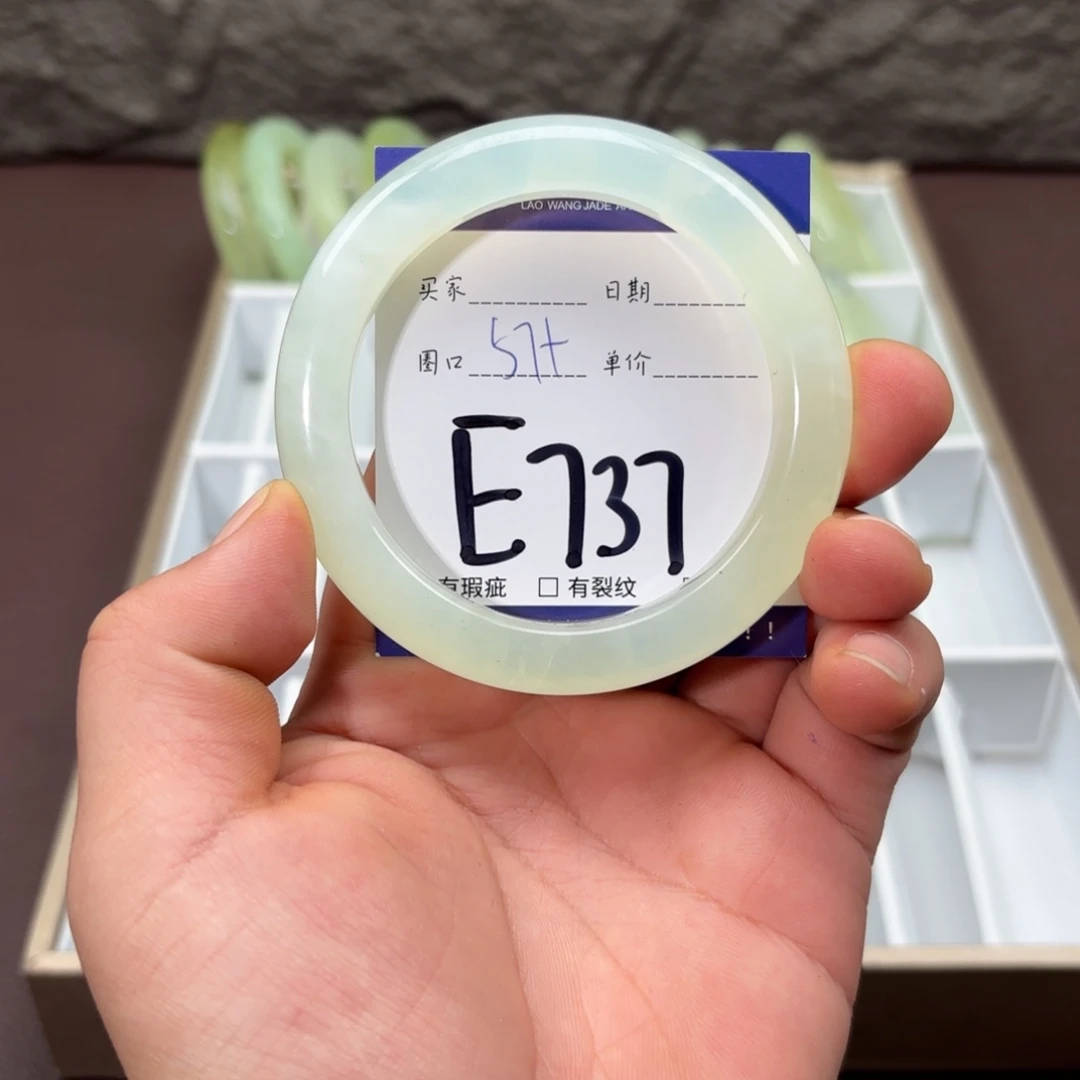 LAO WANG JADE
买家 日期
圈口 57+ 单价
E737
有瑕疵 □ 有裂纹
!!